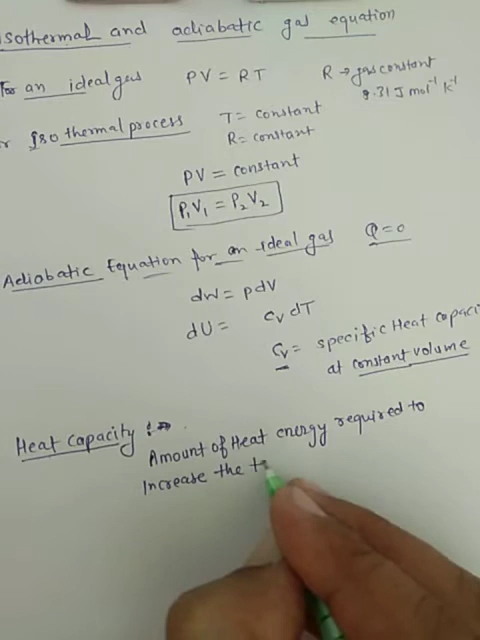 isothermal and adiabatic gas equation
For an ideal gas PV = RT R → gas constant
8.31 J mol⁻¹ K⁻¹
r Isothermal process T = constant
R = constant
PV = constant
P₁V₁ = P₂V₂
Adiabatic Equation for an ideal gas Q=0
dW = PdV
dU = Cv dT
Cv = specific Heat capaci
at constant volume
Heat capacity :→
Amount of Heat energy required to
Increase the t